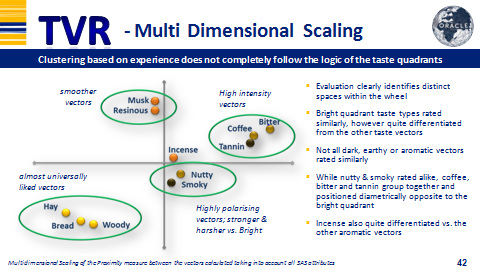 TVR - Multi Dimensional Scaling
ORACLE
Clustering based on experience does not completely follow the logic of the taste quadrants
smoother
vectors
Musk
Resinous
High intensity
vectors
Bitter
Coffee
Tannin
Incense
Nutty
Smoky
almost universally
liked vectors
Hay
Bread
Woody
Highly polarising
vectors; stronger &
harsher vs. Bright
Evaluation clearly identifies distinct
spaces within the wheel
Bright quadrant taste types rated
similarly, however quite differentiated
from the other taste vectors
Not all dark, earthy or aromatic vectors
rated similarly
While nutty & smoky rated alike, coffee,
bitter and tannin group together and
positioned diametrically opposite to the
bright quadrant
Incense also quite differentiated vs. the
other aromatic vectors
Multidimensional Scaling of the Proximity measure between the vectors calculated taking into account all SAS attributes
42